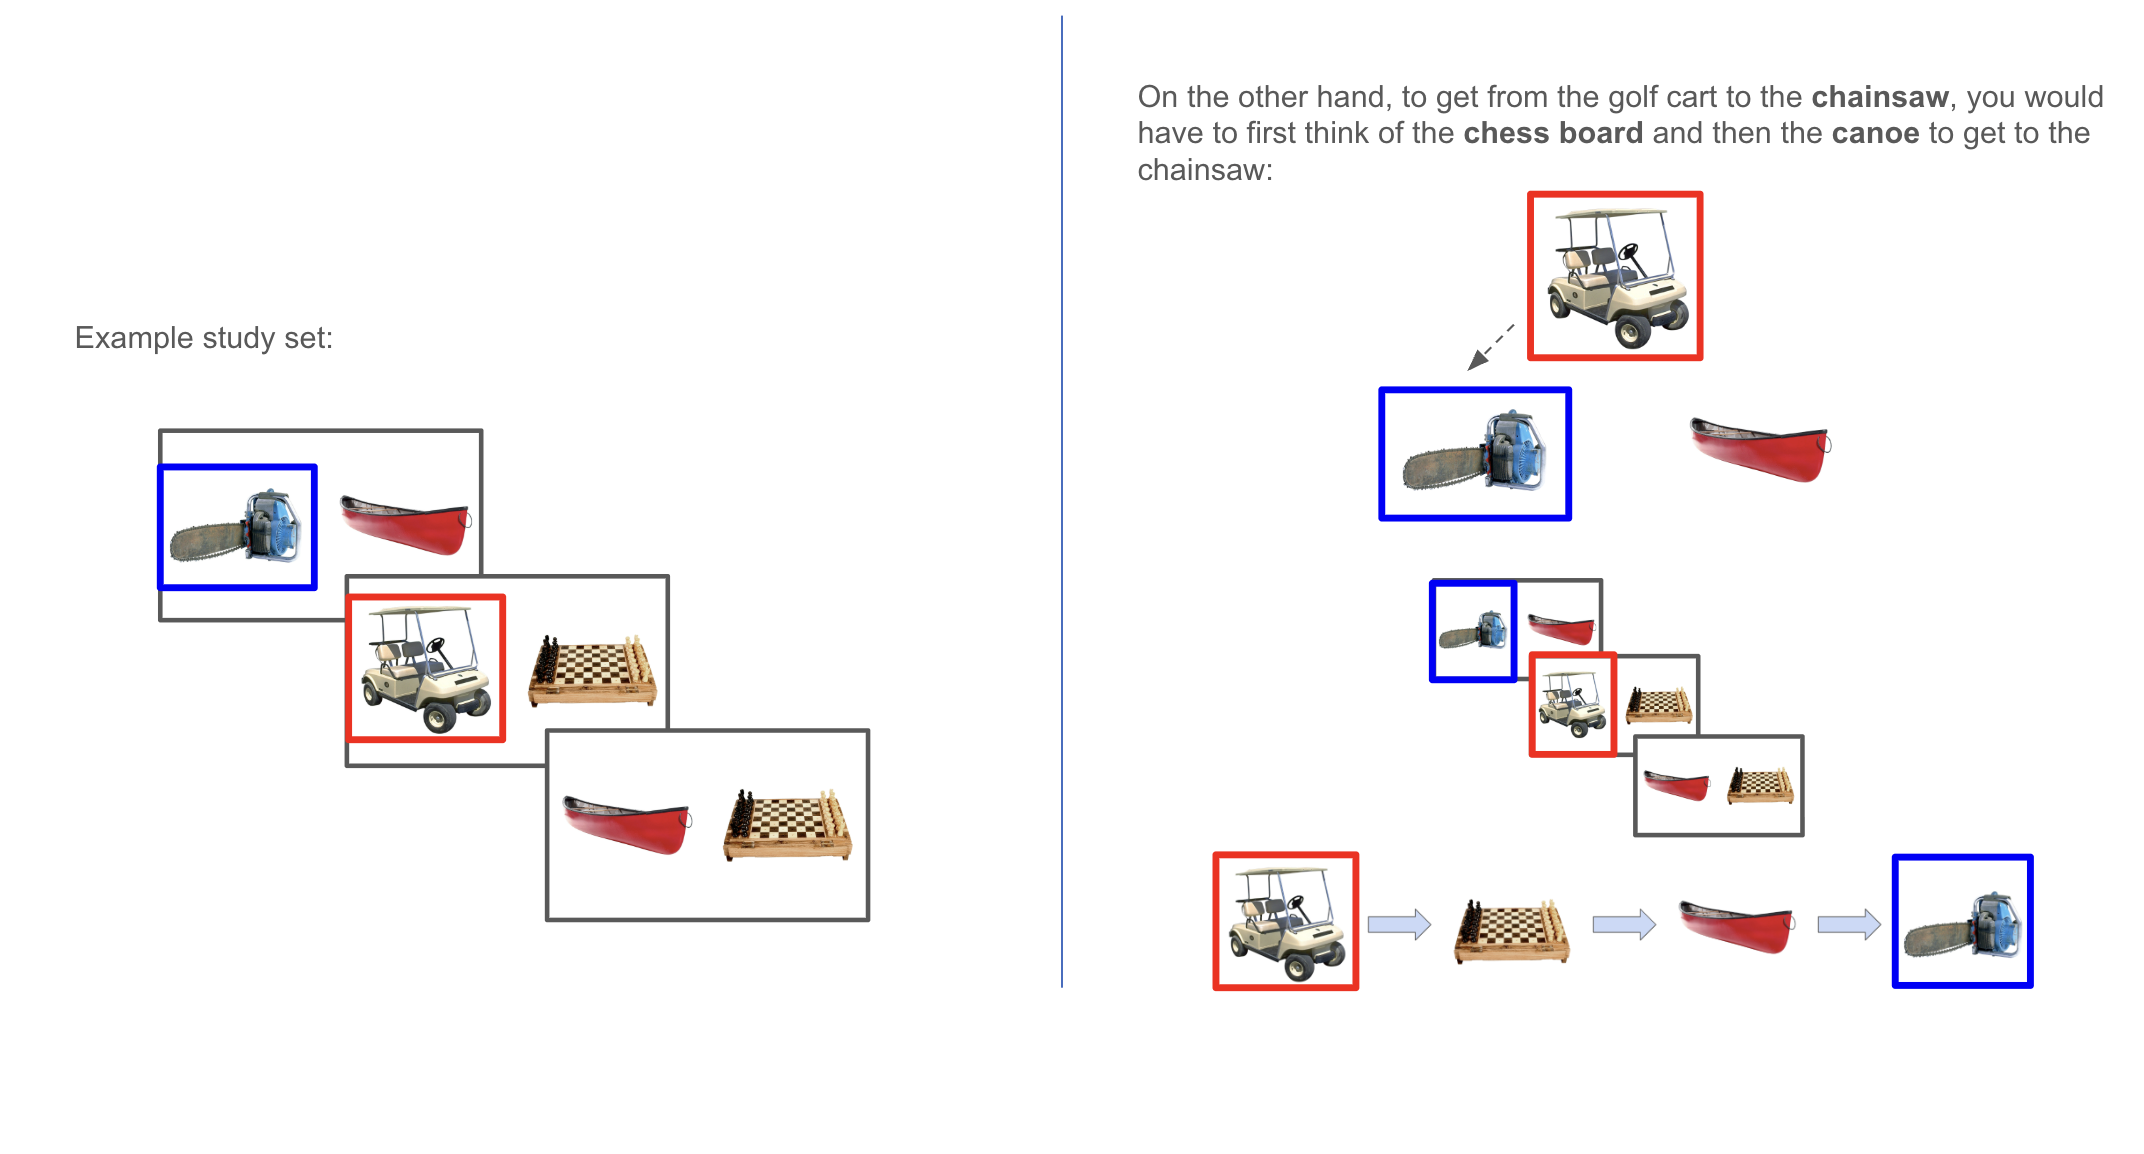 Example study set:
On the other hand, to get from the golf cart to the chainsaw, you would
have to first think of the chess board and then the canoe to get to the
chainsaw: